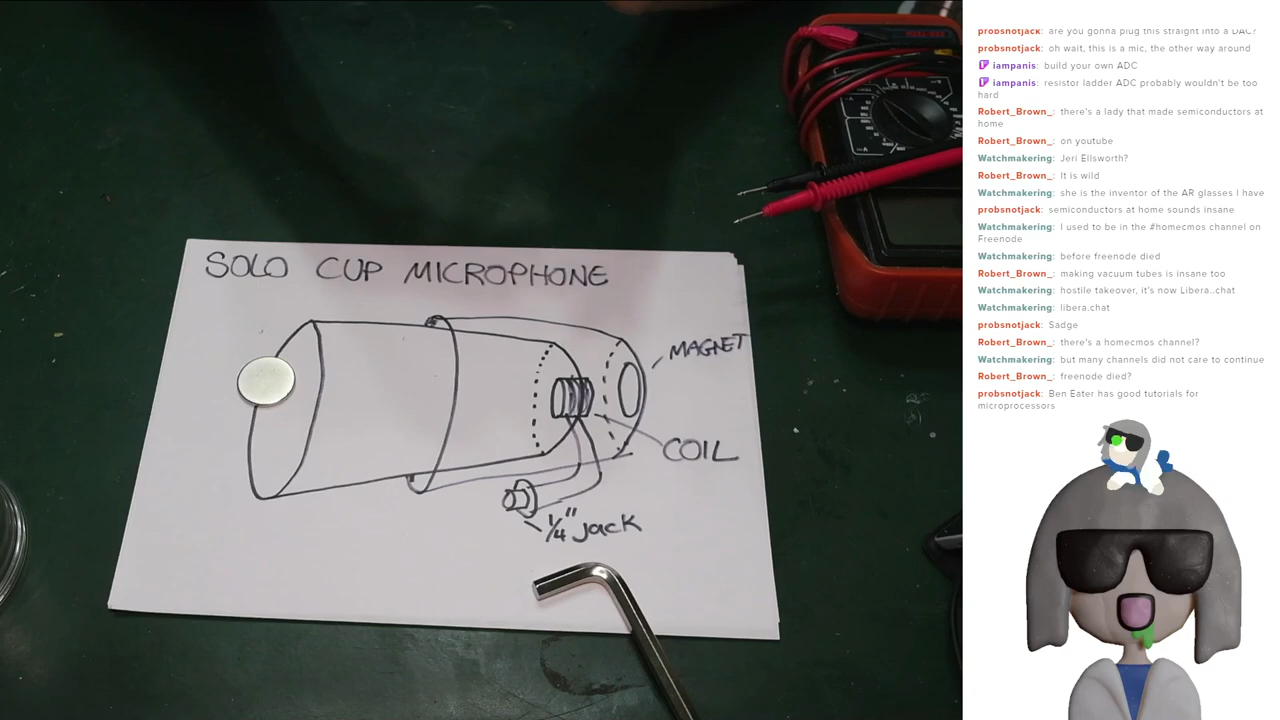 SOLO CUP MICROPHONE
MAGNET
COIL
1/4" Jack
probsnotjack: are you gonna plug this straight into a DAC?
probsnotjack: oh wait, this is a mic, the other way around
iampanis: build your own ADC
iampanis: resistor ladder ADC probably wouldn't be too
hard
Robert_Brown_: there's a lady that made semiconductors at
home
Robert_Brown_: on youtube
Watchmakering: Jeri Ellsworth?
Robert_Brown_: It is wild
Watchmakering: she is the inventor of the AR glasses I have
probsnotjack: semiconductors at home sounds insane
Watchmakering: I used to be in the #homecmos channel on
Freenode
Watchmakering: before freenode died
Robert_Brown_: making vacuum tubes is insane too
Watchmakering: hostile takeover, it's now Libera..chat
Watchmakering: libera.chat
probsnotjack: Sadge
Robert_Brown_: there's a homecmos channel?
Watchmakering: but many channels did not care to continue
Robert_Brown_: freenode died?
probsnotjack: Ben Eater has good tutorials for
microprocessors